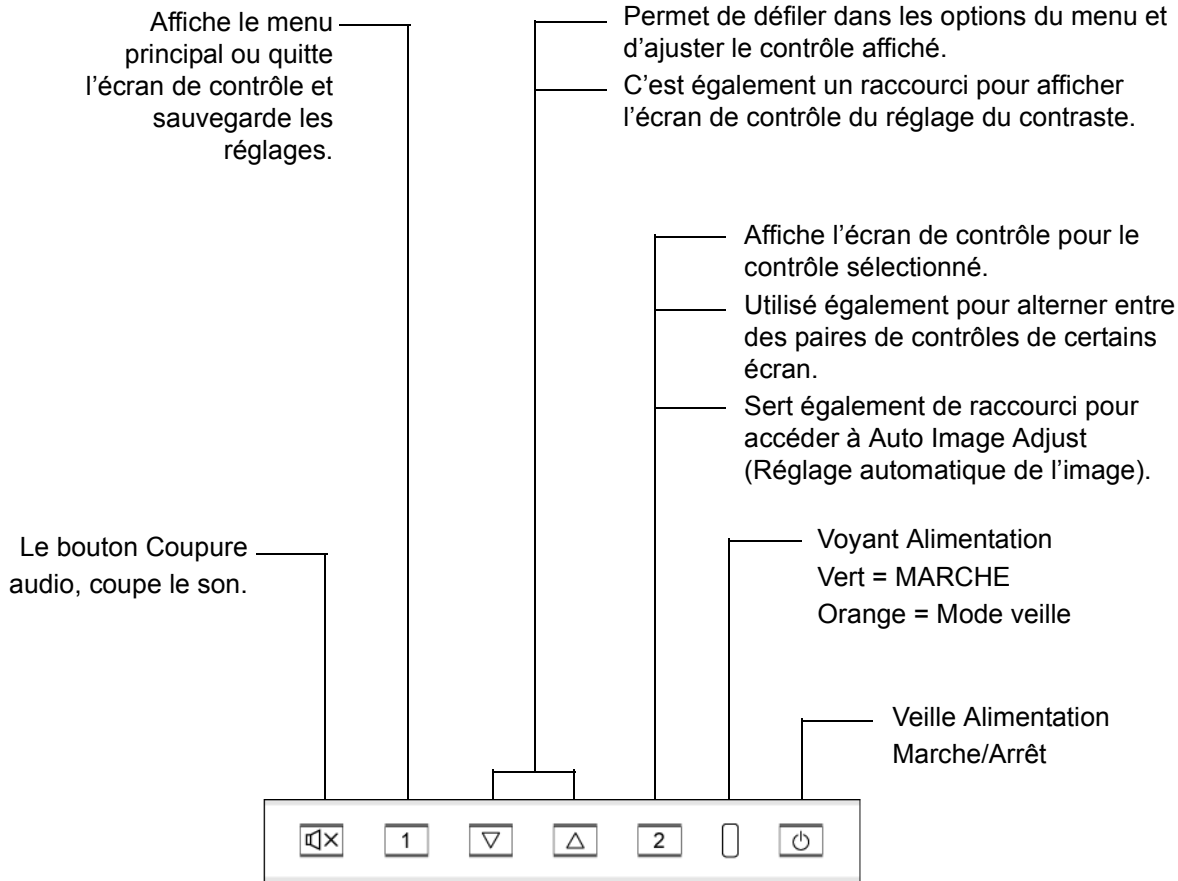 Affiche le menu
principal ou quitte
l’écran de contrôle et
sauvegarde les
réglages.
Permet de défiler dans les options du menu et
d’ajuster le contrôle affiché.
C’est également un raccourci pour afficher
l’écran de contrôle du réglage du contraste.
Affiche l’écran de contrôle pour le
contrôle sélectionné.
Utilisé également pour alterner entre
des paires de contrôles de certains
écran.
Sert également de raccourci pour
accéder à Auto Image Adjust
(Réglage automatique de l’image).
Le bouton Coupure
audio, coupe le son.
Voyant Alimentation
Vert = MARCHE
Orange = Mode veille
Veille Alimentation
Marche/Arrêt
1
2